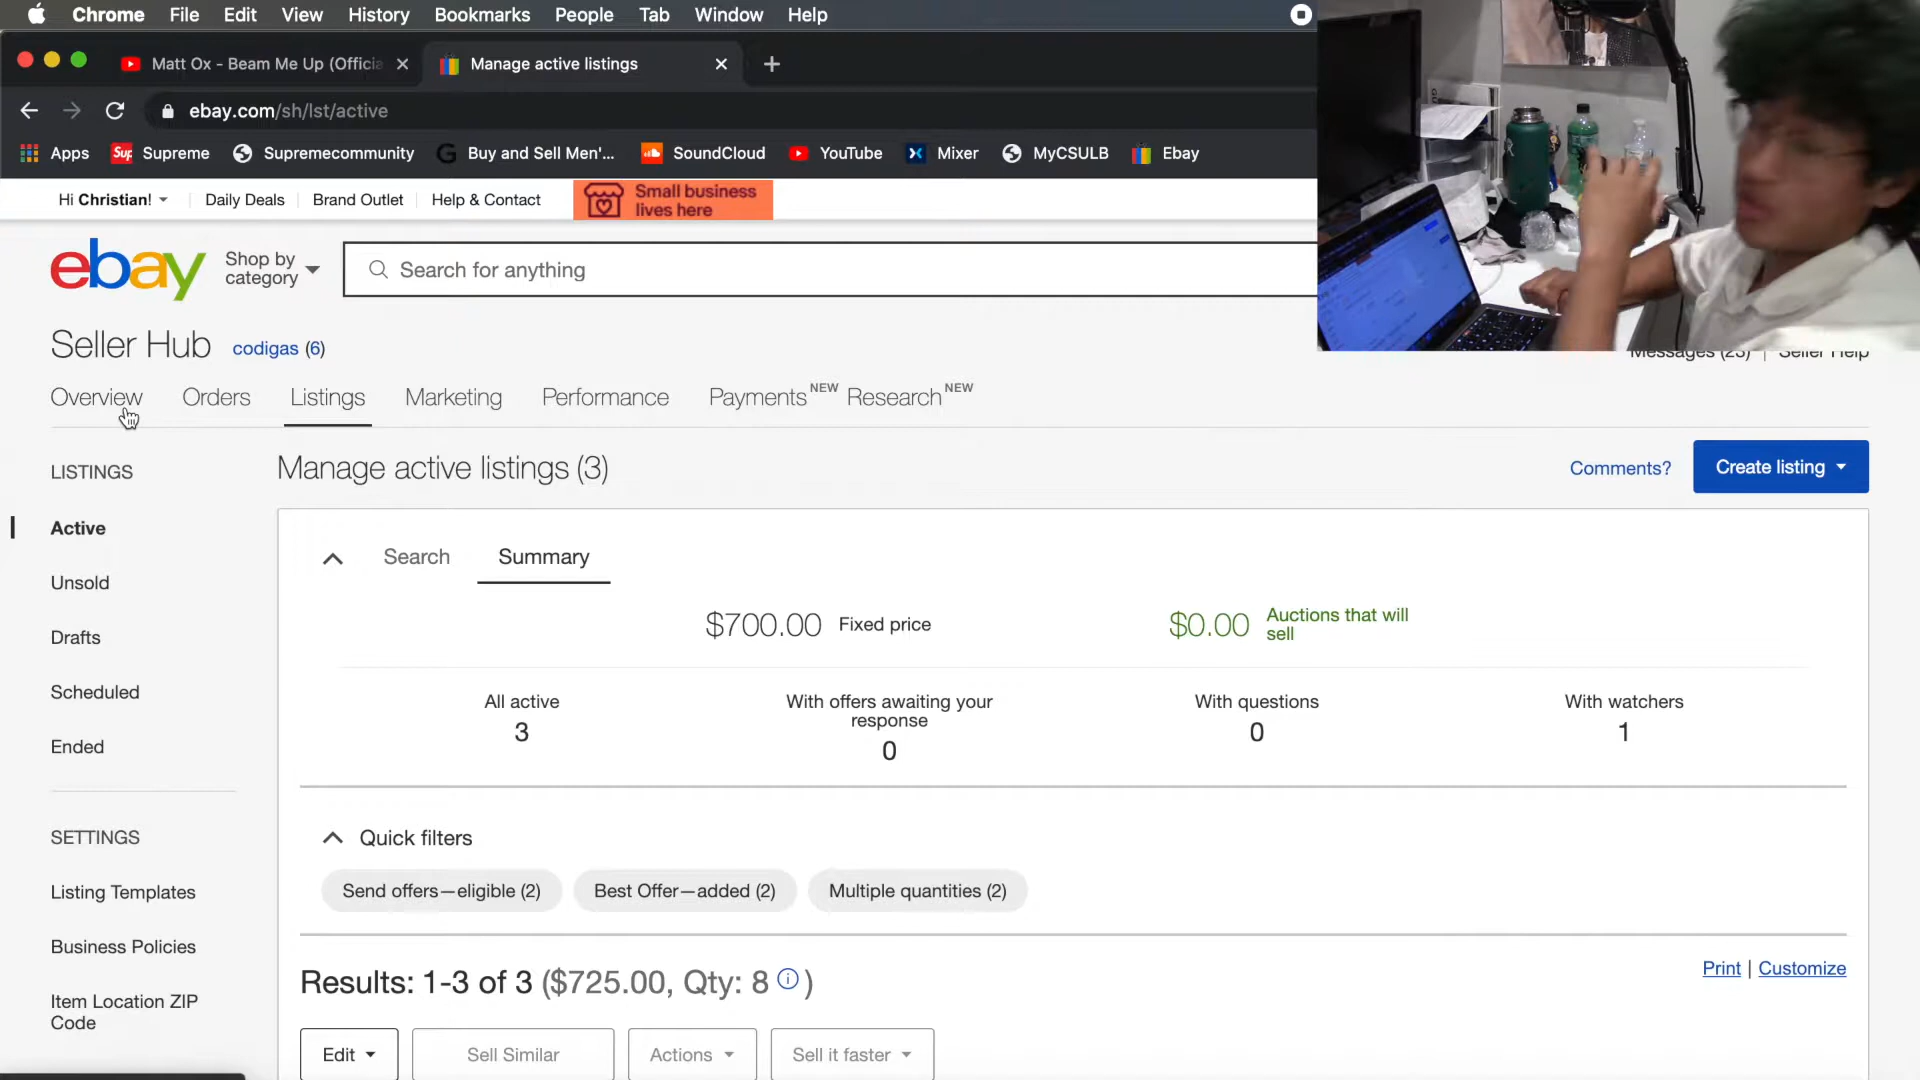 Chrome File Edit View History Bookmarks People Tab Window Help
Matt Ox - Beam Me Up (Officia
Manage active listings
ebay.com/sh/lst/active
Apps Supreme Supremecommunity Buy and Sell Men'... SoundCloud YouTube Mixer MyCSULB Ebay
Hi Christian! Daily Deals Brand Outlet Help & Contact
Small business
lives here
ebay
Shop by
category
Search for anything
Seller Hub codigas (6)
Messages (23) | Seller Help
Overview Orders Listings Marketing Performance Payments NEW Research NEW
LISTINGS
Manage active listings (3)
Comments?
Create listing
Active
Unsold
Drafts
Scheduled
Ended
SETTINGS
Listing Templates
Business Policies
Item Location ZIP
Code
Search Summary
$700.00 Fixed price
$0.00 Auctions that will
sell
All active
3
With offers awaiting your
response
0
With questions
0
With watchers
1
Quick filters
Send offers—eligible (2) Best Offer—added (2) Multiple quantities (2)
Results: 1-3 of 3 ($725.00, Qty: 8 )
Print | Customize
Edit Sell Similar Actions Sell it faster